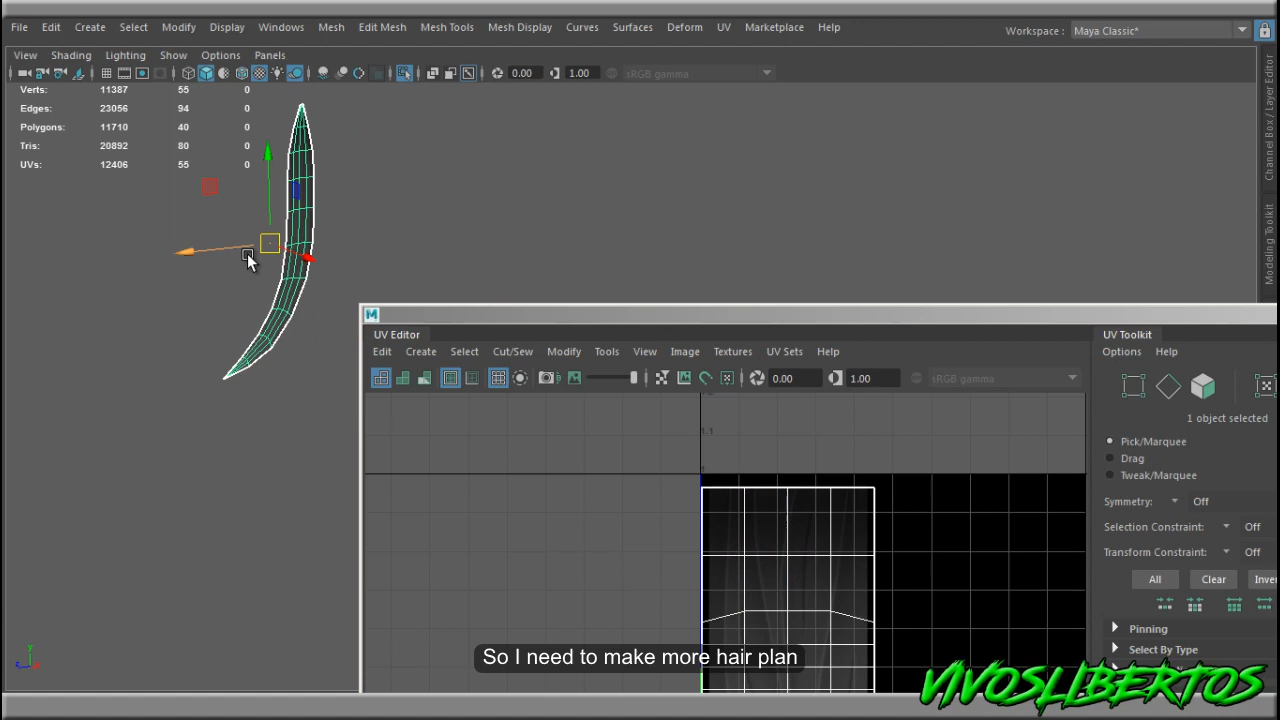 File Edit Create Select Modify Display Windows Mesh Edit Mesh Mesh Tools Mesh Display Curves Surfaces Deform UV Marketplace Help
Workspace : Maya Classic*
View Shading Lighting Show Options Panels
0.00 1.00 sRGB gamma
Verts: 11387 55 0
Edges: 23056 94 0
Polygons: 11710 40 0
Tris: 20892 80 0
UVs: 12406 55 0
Channel Box / Layer Editor
Modeling Toolkit
M
UV Editor
Edit Create Select Cut/Sew Modify Tools View Image Textures UV Sets Help
0.00 1.00 sRGB gamma
1.1
UV Toolkit
Options Help
1 object selected
Pick/Marquee
Drag
Tweak/Marquee
Symmetry: Off
Selection Constraint: Off
Transform Constraint: Off
All Clear Inver
Pinning
Select By Type
So I need to make more hair plan
VIVOSLIBERTOS